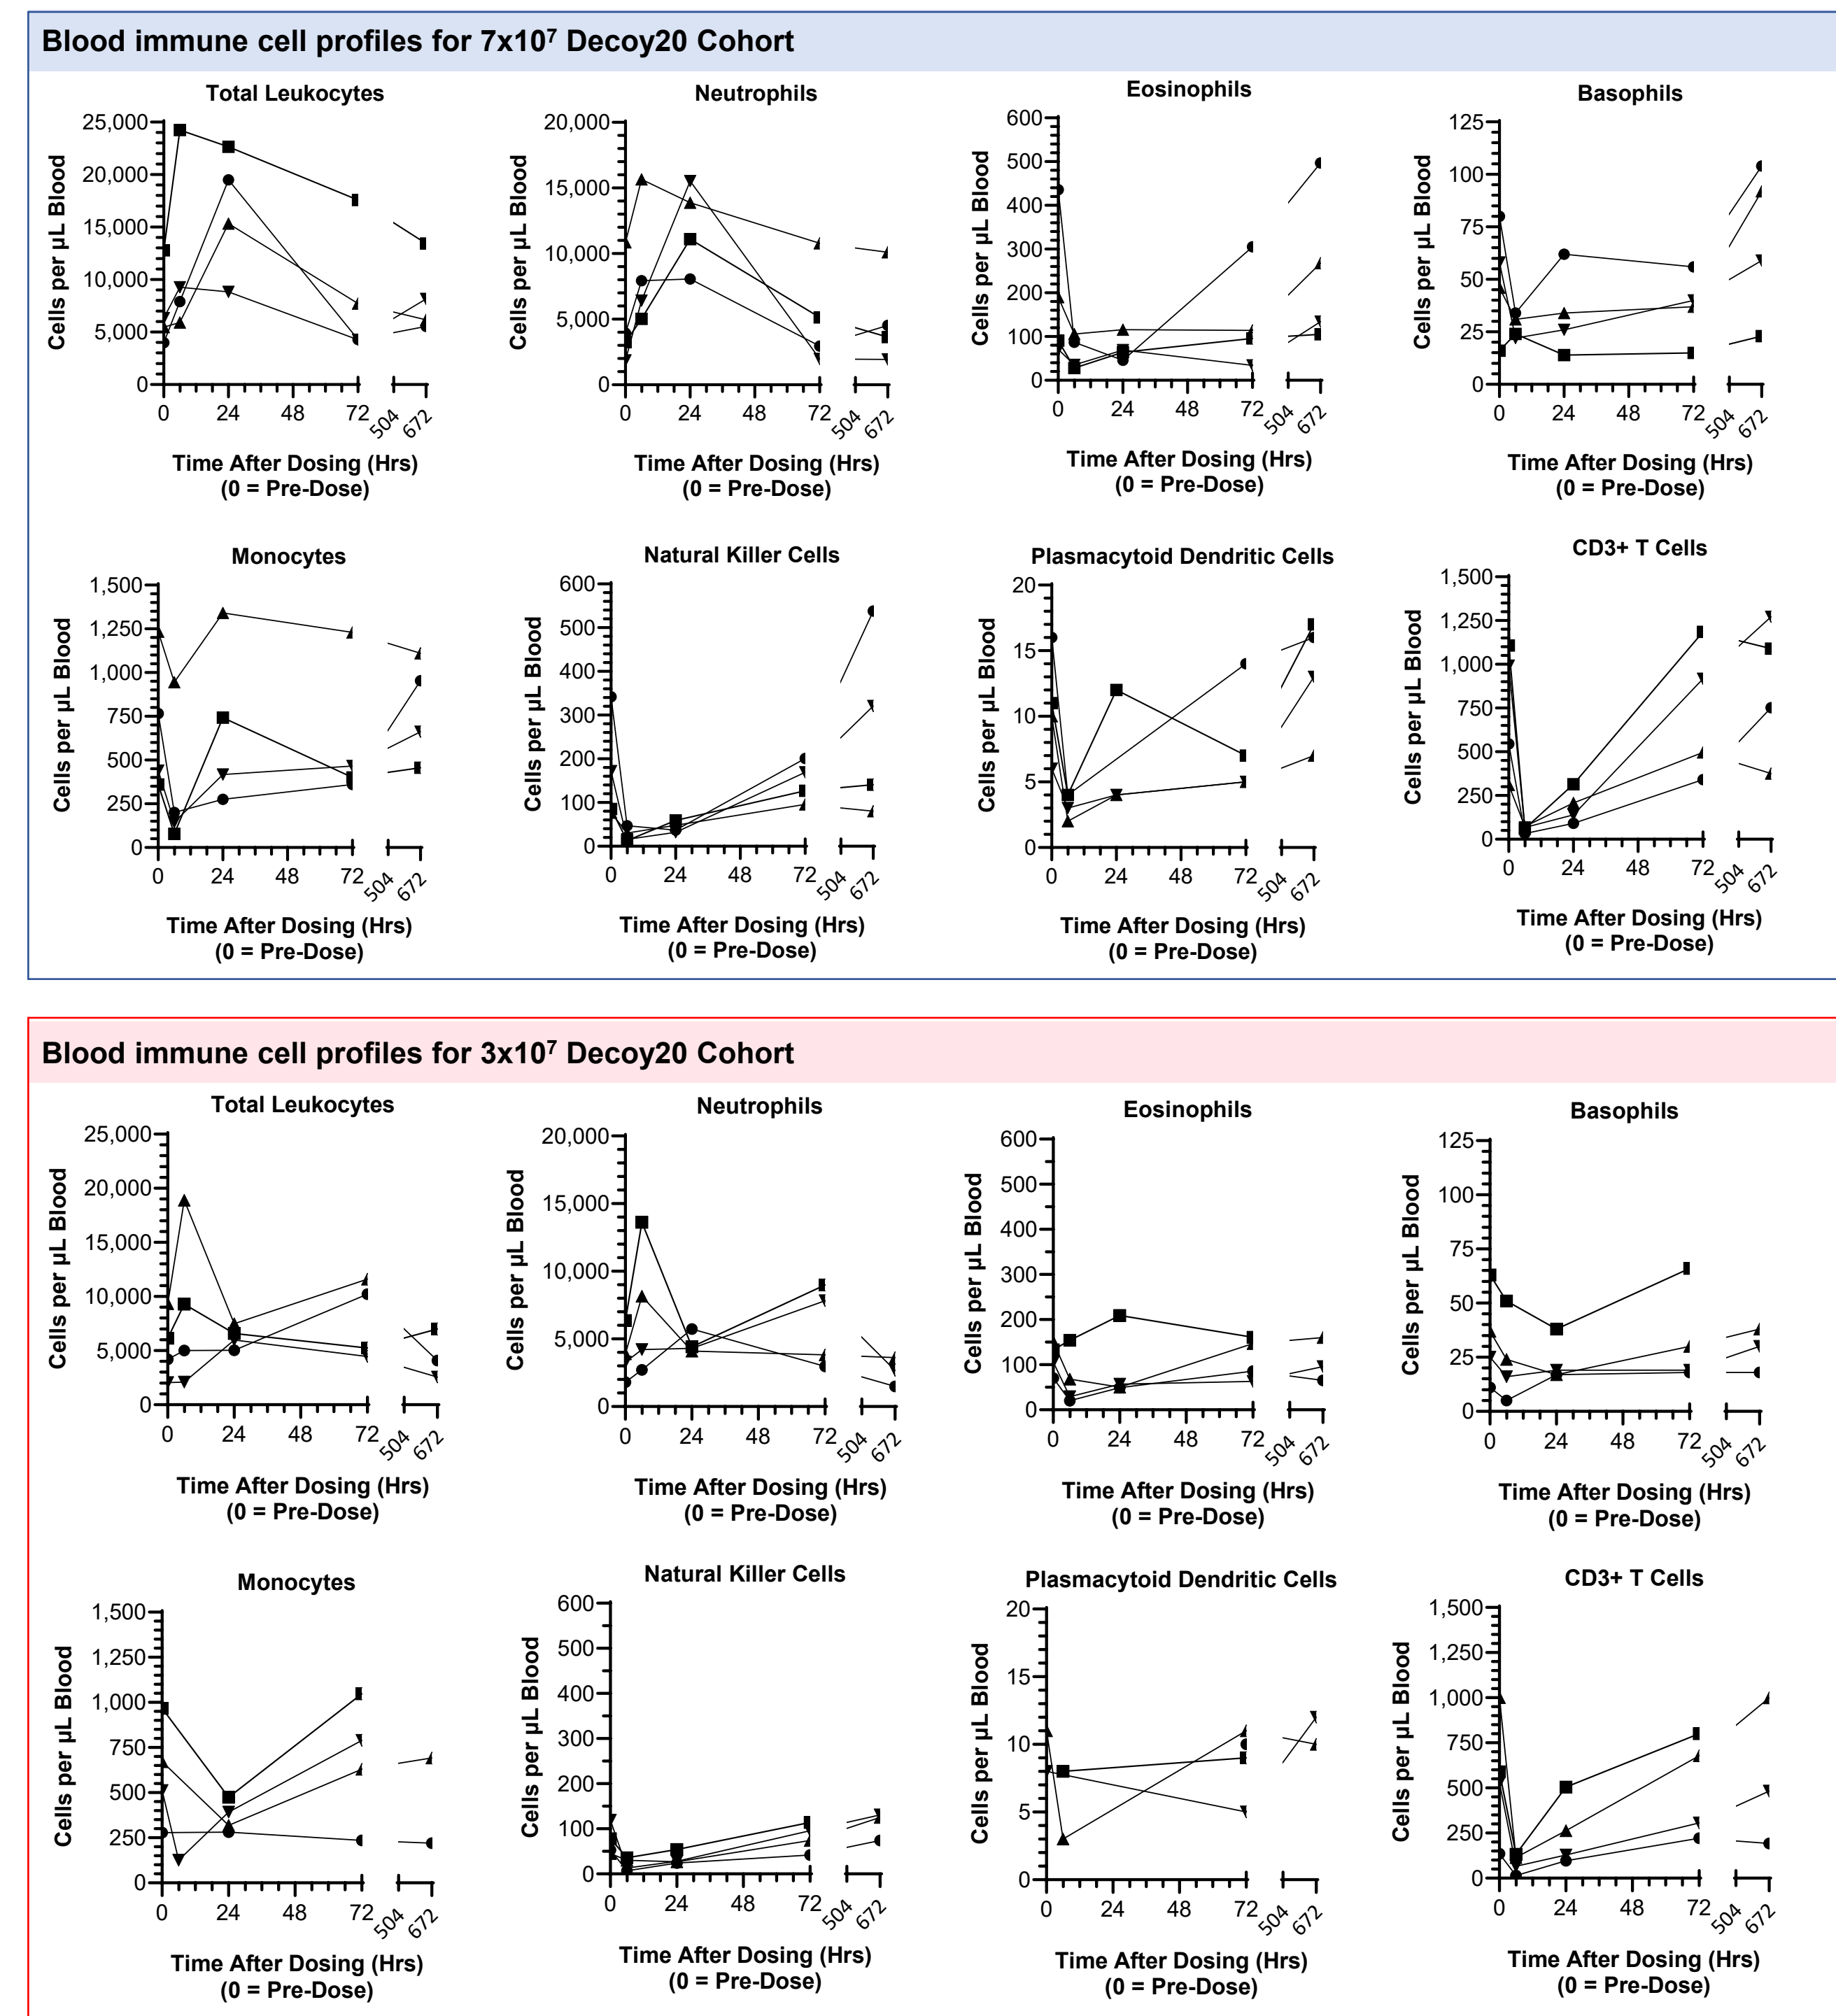 Blood immune cell profiles for 7x10⁷ Decoy20 Cohort
Total Leukocytes
Cells per µL Blood
25,000
20,000
15,000
10,000
5,000
0
0 24 48 72 504 672
Time After Dosing (Hrs)
(0 = Pre-Dose)
Neutrophils
Cells per µL Blood
20,000
15,000
10,000
5,000
0
0 24 48 72 504 672
Time After Dosing (Hrs)
(0 = Pre-Dose)
Eosinophils
Cells per µL Blood
600
500
400
300
200
100
0
0 24 48 72 504 672
Time After Dosing (Hrs)
(0 = Pre-Dose)
Basophils
Cells per µL Blood
125
100
75
50
25
0
0 24 48 72 504 672
Time After Dosing (Hrs)
(0 = Pre-Dose)
Monocytes
Cells per µL Blood
1,500
1,250
1,000
750
500
250
0
0 24 48 72 504 672
Time After Dosing (Hrs)
(0 = Pre-Dose)
Natural Killer Cells
Cells per µL Blood
600
500
400
300
200
100
0
0 24 48 72 504 672
Time After Dosing (Hrs)
(0 = Pre-Dose)
Plasmacytoid Dendritic Cells
Cells per µL Blood
20
15
10
5
0
0 24 48 72 504 672
Time After Dosing (Hrs)
(0 = Pre-Dose)
CD3+ T Cells
Cells per µL Blood
1,500
1,250
1,000
750
500
250
0
0 24 48 72 504 672
Time After Dosing (Hrs)
(0 = Pre-Dose)
Blood immune cell profiles for 3x10⁷ Decoy20 Cohort
Total Leukocytes
Cells per µL Blood
25,000
20,000
15,000
10,000
5,000
0
0 24 48 72 504 672
Time After Dosing (Hrs)
(0 = Pre-Dose)
Neutrophils
Cells per µL Blood
20,000
15,000
10,000
5,000
0
0 24 48 72 504 672
Time After Dosing (Hrs)
(0 = Pre-Dose)
Eosinophils
Cells per µL Blood
600
500
400
300
200
100
0
0 24 48 72 504 672
Time After Dosing (Hrs)
(0 = Pre-Dose)
Basophils
Cells per µL Blood
125
100
75
50
25
0
0 24 48 72 504 672
Time After Dosing (Hrs)
(0 = Pre-Dose)
Monocytes
Cells per µL Blood
1,500
1,250
1,000
750
500
250
0
0 24 48 72 504 672
Time After Dosing (Hrs)
(0 = Pre-Dose)
Natural Killer Cells
Cells per µL Blood
600
500
400
300
200
100
0
0 24 48 72 504 672
Time After Dosing (Hrs)
(0 = Pre-Dose)
Plasmacytoid Dendritic Cells
Cells per µL Blood
20
15
10
5
0
0 24 48 72 504 672
Time After Dosing (Hrs)
(0 = Pre-Dose)
CD3+ T Cells
Cells per µL Blood
1,500
1,250
1,000
750
500
250
0
0 24 48 72 504 672
Time After Dosing (Hrs)
(0 = Pre-Dose)